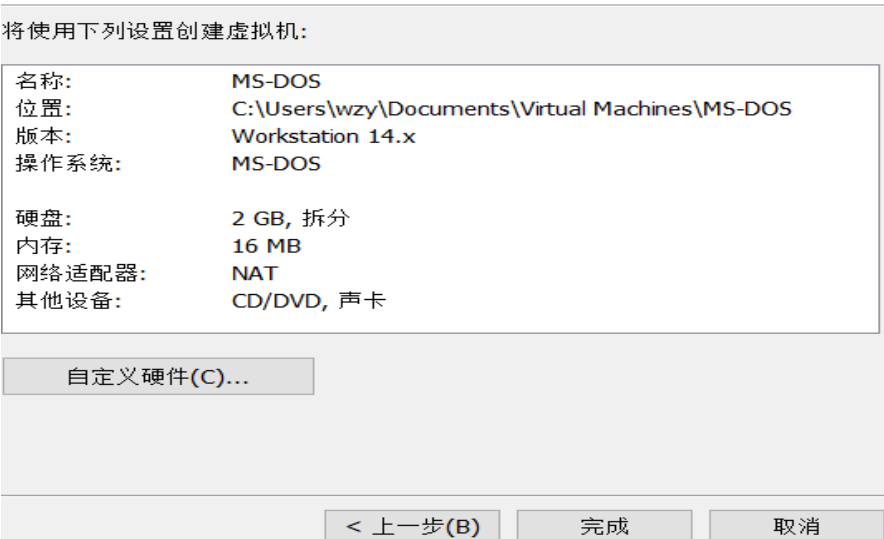 将使用下列设置创建虚拟机:
名称: MS-DOS
位置: C:\Users\wzy\Documents\Virtual Machines\MS-DOS
版本: Workstation 14.x
操作系统: MS-DOS
硬盘: 2 GB, 拆分
内存: 16 MB
网络适配器: NAT
其他设备: CD/DVD, 声卡
自定义硬件(C)...
< 上一步(B) 完成 取消